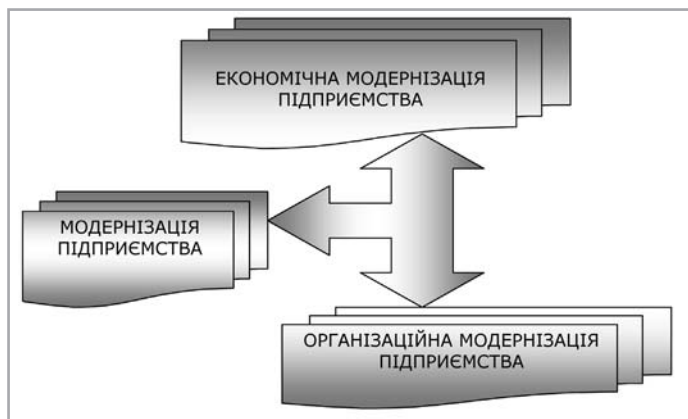 ЕКОНОМІЧНА МОДЕРНІЗАЦІЯ
ПІДПРИЄМСТВА
МОДЕРНІЗАЦІЯ
ПІДПРИЄМСТВА
ОРГАНІЗАЦІЙНА МОДЕРНІЗАЦІЯ
ПІДПРИЄМСТВА